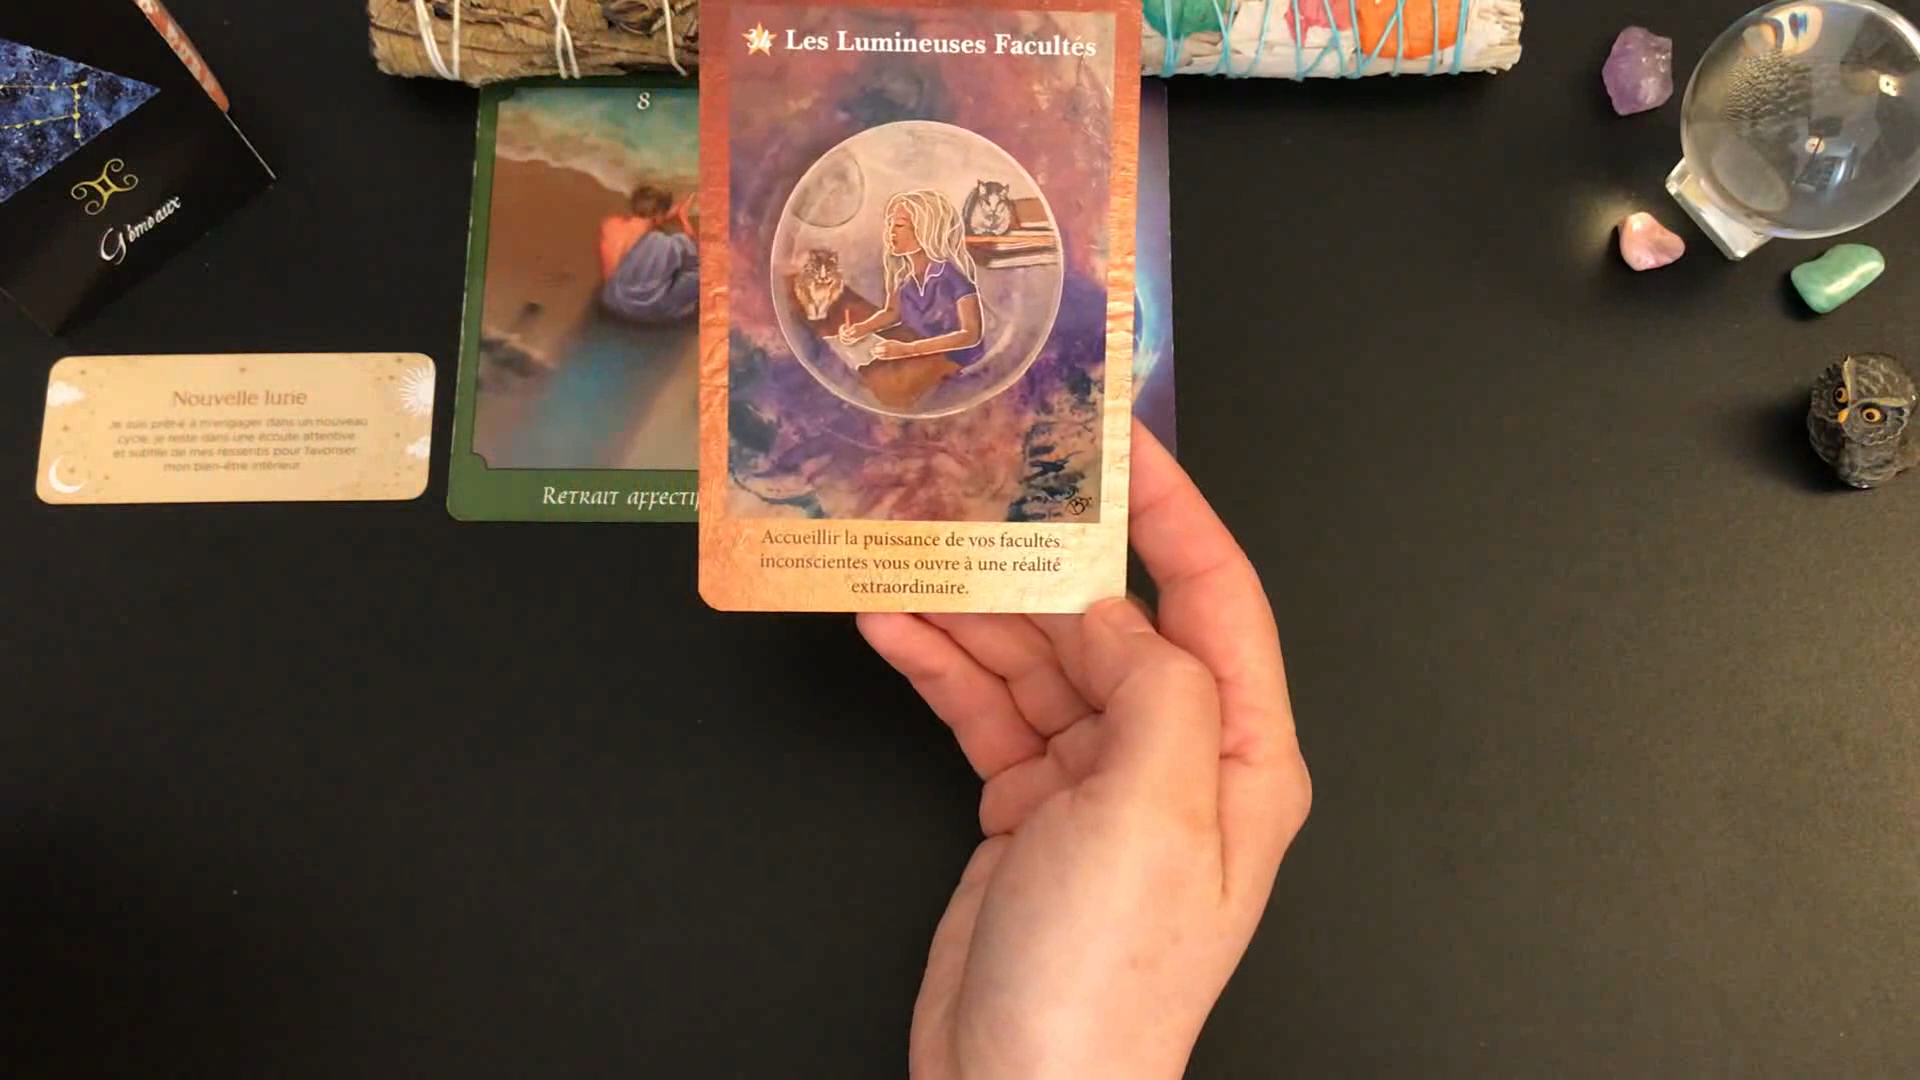 34 Les Lumineuses Facultés
8
Gémeaux
Nouvelle lune
Je suis prêt·e à m'engager dans un nouveau
cycle, je reste dans une écoute attentive
et subtile de mes ressentis pour favoriser
mon bien-être intérieur.
Retrait affectif
Accueillir la puissance de vos facultés
inconscientes vous ouvre à une réalité
extraordinaire.